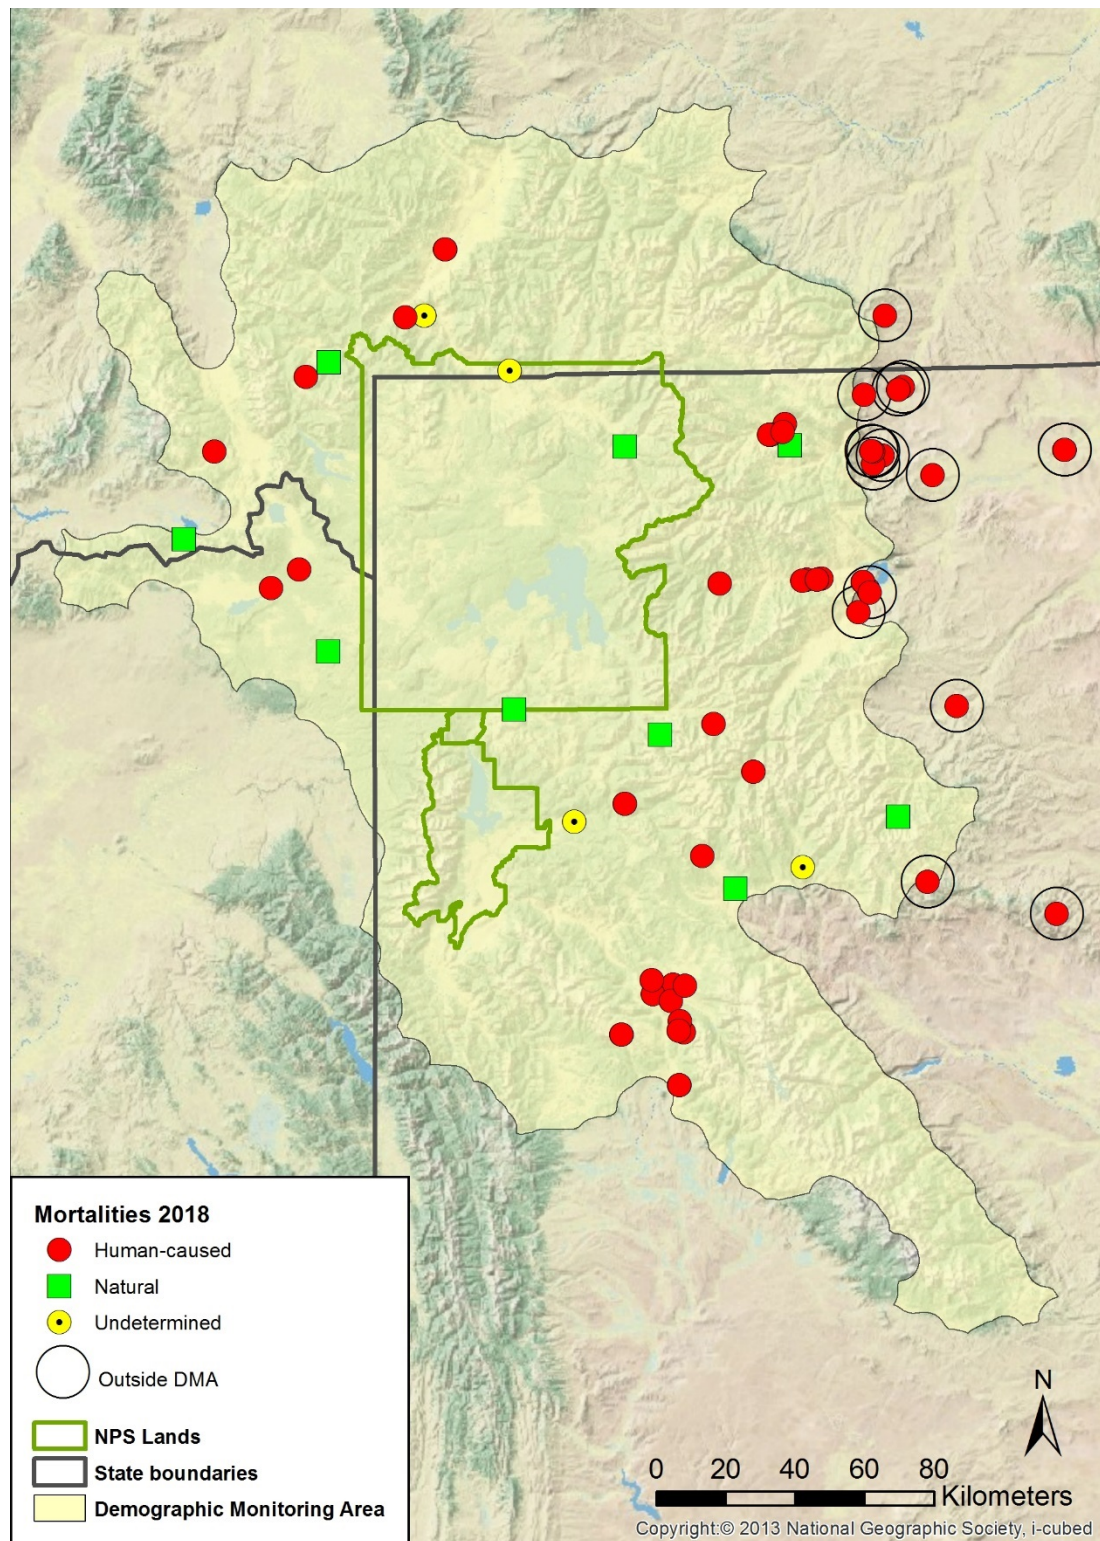 Mortalities 2018
Human-caused
Natural
Undetermined
Outside DMA
NPS Lands
State boundaries
Demographic Monitoring Area
N
0 20 40 60 80
Kilometers
Copyright:© 2013 National Geographic Society, i-cubed